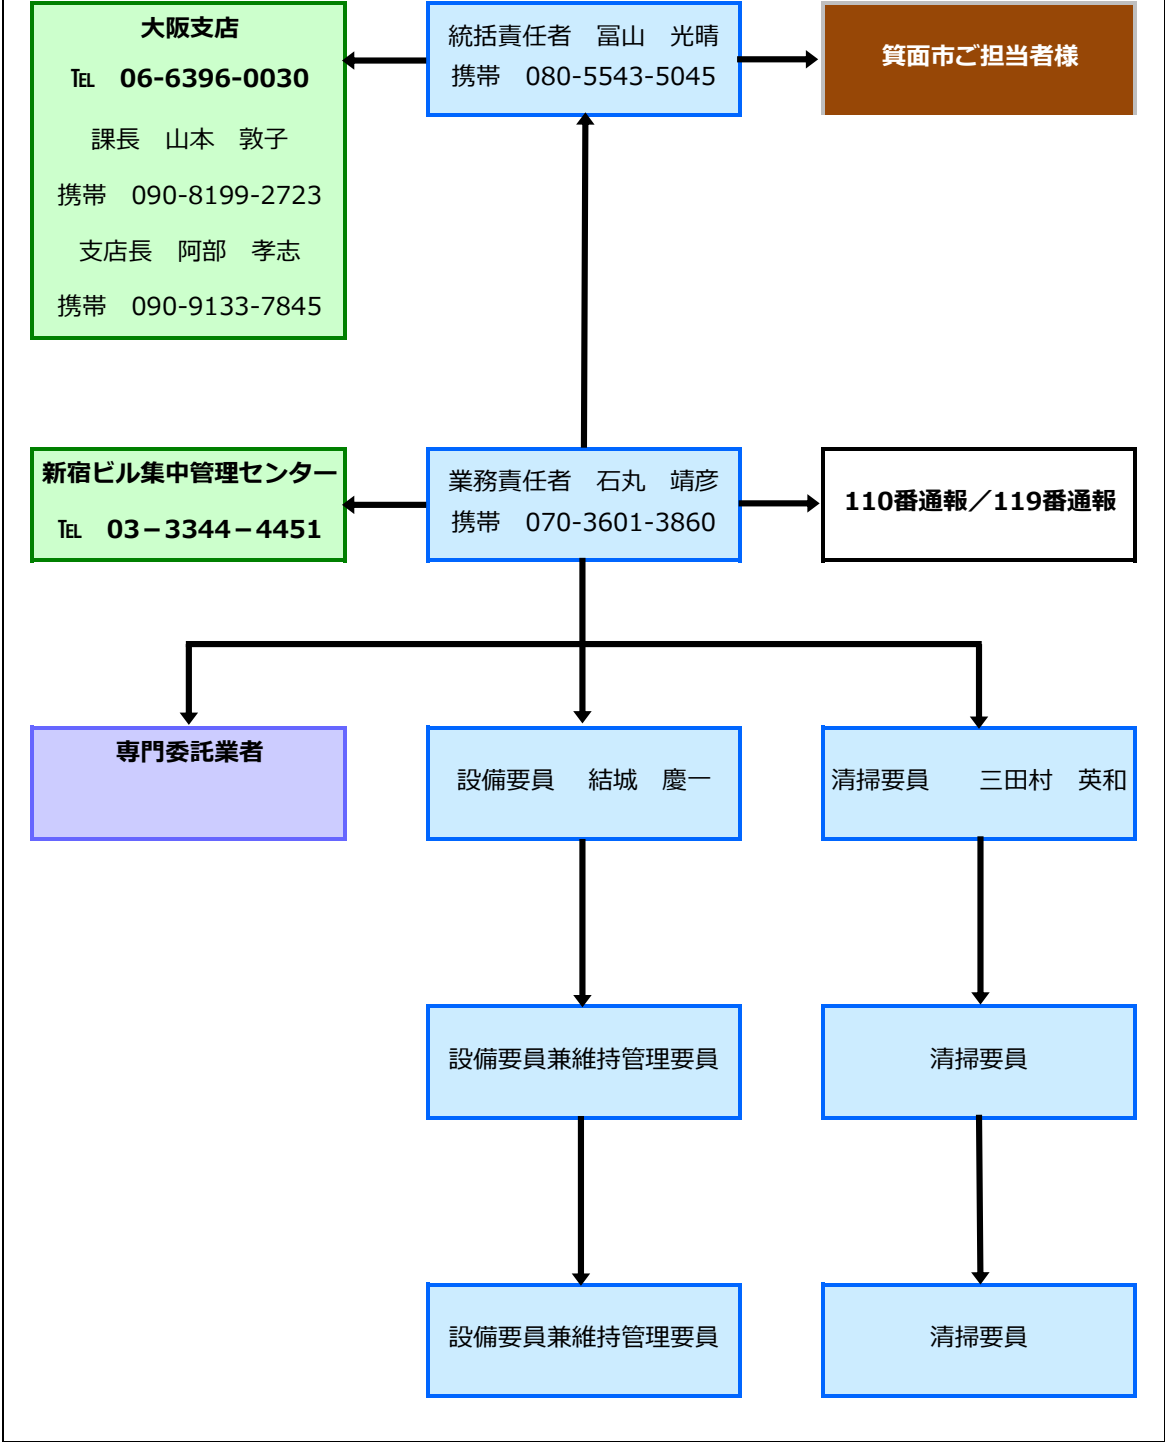 大阪支店
℡　06-6396-0030
課長　山本　敦子
携帯　090-8199-2723
支店長　阿部　孝志
携帯　090-9133-7845
統括責任者　冨山　光晴
携帯　080-5543-5045
箕面市ご担当者様
新宿ビル集中管理センター
℡　03－3344－4451
業務責任者　石丸　靖彦
携帯　070-3601-3860
110番通報／119番通報
専門委託業者
設備要員　結城　慶一
清掃要員　　三田村　英和
設備要員兼維持管理要員
清掃要員
設備要員兼維持管理要員
清掃要員